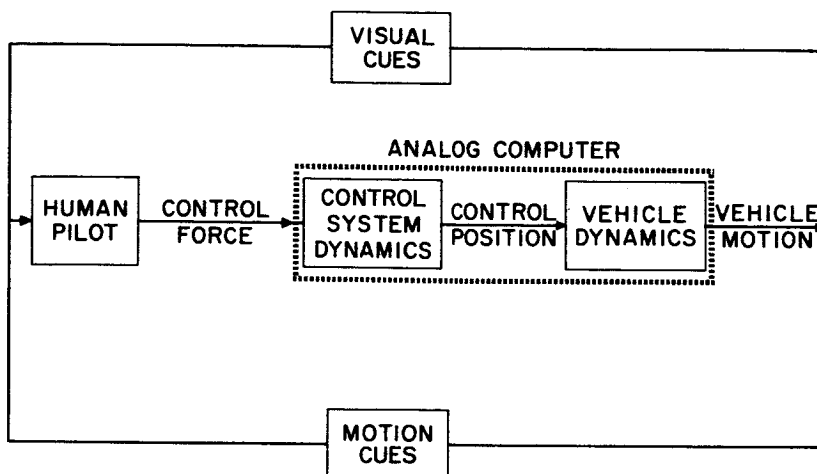 VISUAL
CUES
ANALOG COMPUTER
HUMAN
PILOT
CONTROL
FORCE
CONTROL
SYSTEM
DYNAMICS
CONTROL
POSITION
VEHICLE
DYNAMICS
VEHICLE
MOTION
MOTION
CUES